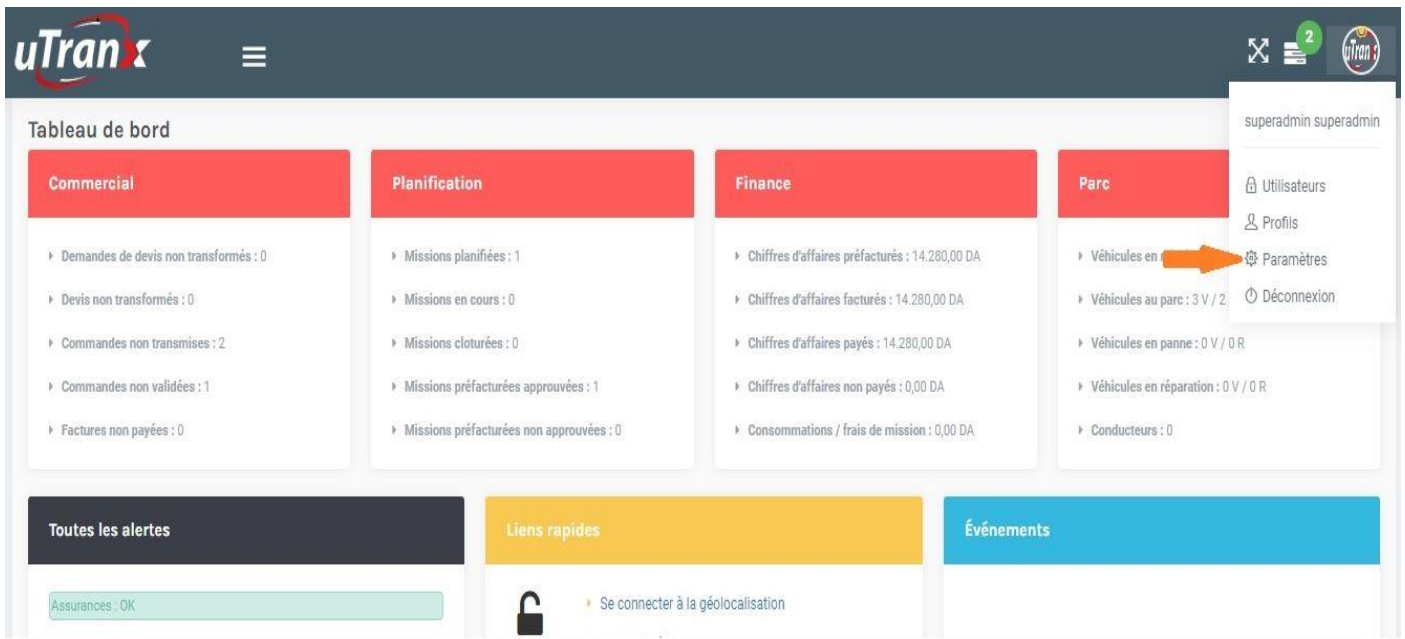 uTranx
2
uTranx
superadmin superadmin
Utilisateurs
Profils
Paramètres
Déconnexion
Tableau de bord
Commercial
Demandes de devis non transformés : 0
Devis non transformés : 0
Commandes non transmises : 2
Commandes non validées : 1
Factures non payées : 0
Planification
Missions planifiées : 1
Missions en cours : 0
Missions cloturées : 0
Missions préfacturées approuvées : 1
Missions préfacturées non approuvées : 0
Finance
Chiffres d'affaires préfacturés : 14.280,00 DA
Chiffres d'affaires facturés : 14.280,00 DA
Chiffres d'affaires payés : 14.280,00 DA
Chiffres d'affaires non payés : 0,00 DA
Consommations / frais de mission : 0,00 DA
Parc
Véhicules en
Véhicules au parc : 3 V / 2
Véhicules en panne : 0 V / 0 R
Véhicules en réparation : 0 V / 0 R
Conducteurs : 0
Toutes les alertes
Assurances : OK
Liens rapides
Se connecter à la géolocalisation
Événements